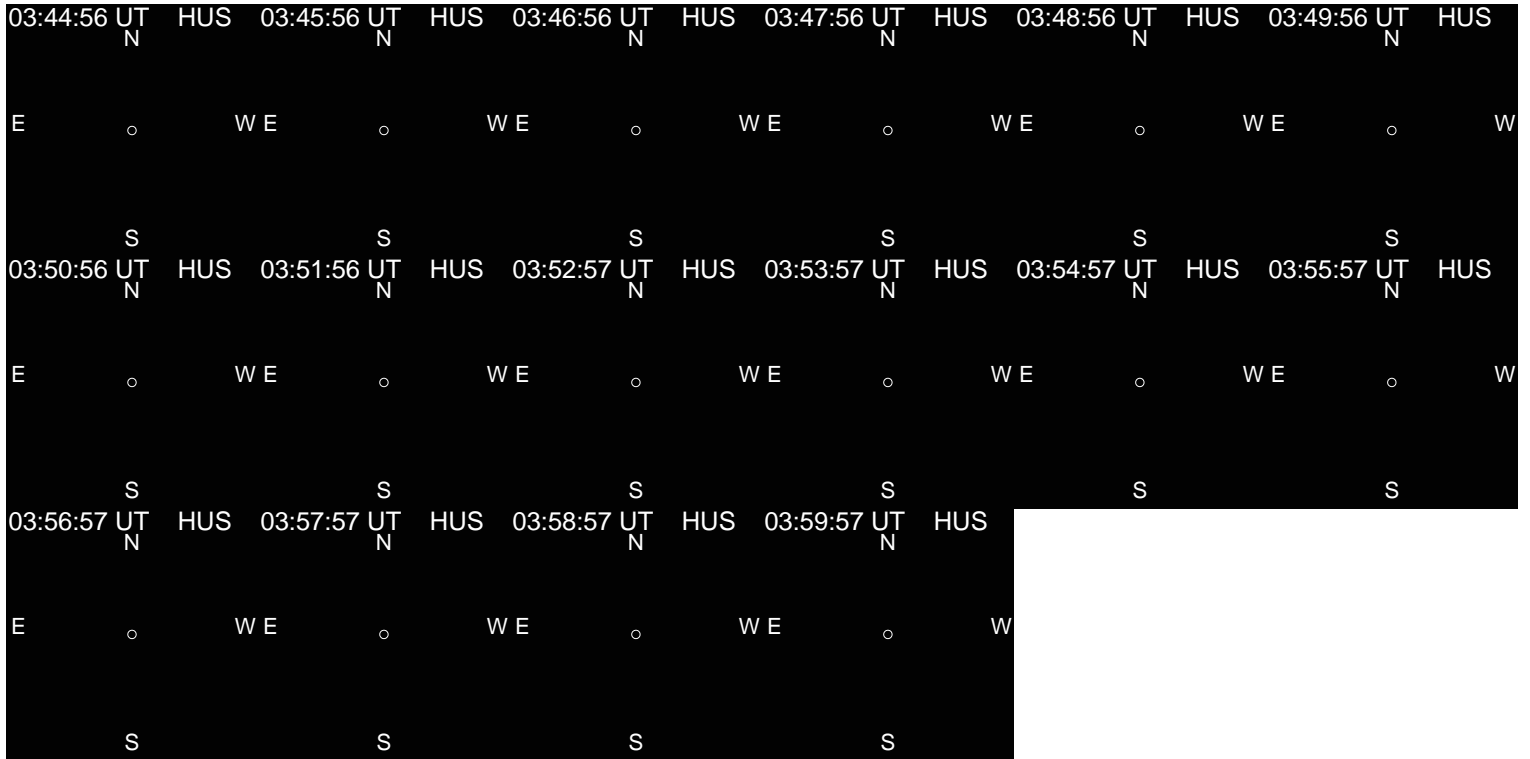 03:44:56 UT HUS 03:45:56 UT HUS 03:46:56 UT HUS 03:47:56 UT HUS 03:48:56 UT HUS 03:49:56 UT HUS
N N N N N N
E W E W E W E W E W E W
S S S S S S
03:50:56 UT HUS 03:51:56 UT HUS 03:52:57 UT HUS 03:53:57 UT HUS 03:54:57 UT HUS 03:55:57 UT HUS
N N N N N N
E W E W E W E W E W E W
S S S S S S
03:56:57 UT HUS 03:57:57 UT HUS 03:58:57 UT HUS 03:59:57 UT HUS
N N N N
E W E W E W E W
S S S S